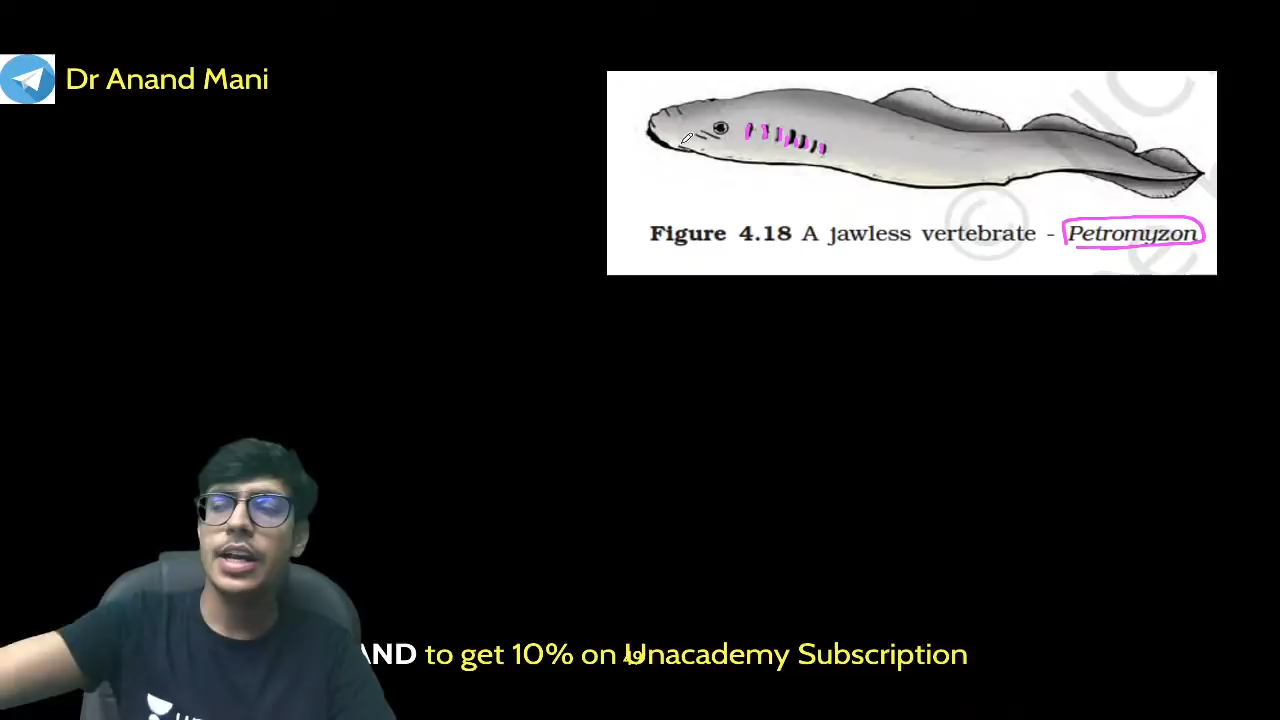 Dr Anand Mani
Figure 4.18 A jawless vertebrate - Petromyzon
AND to get 10% on Unacademy Subscription